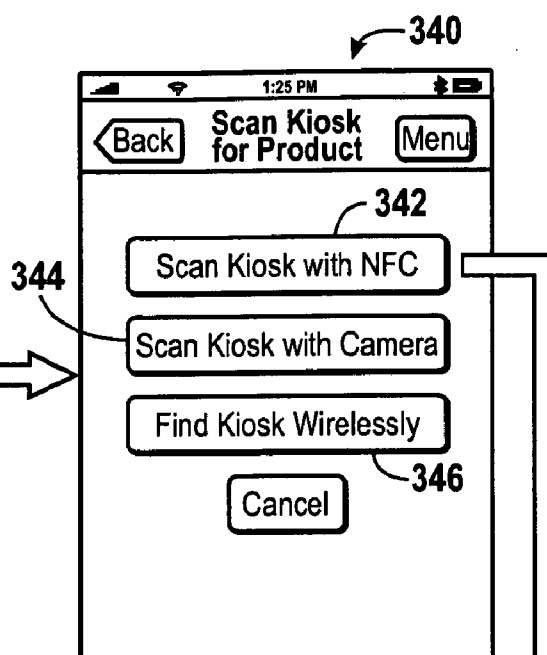 340
1:25 PM
Back
Scan Kiosk
for Product
Menu
342
Scan Kiosk with NFC
344
Scan Kiosk with Camera
Find Kiosk Wirelessly
346
Cancel